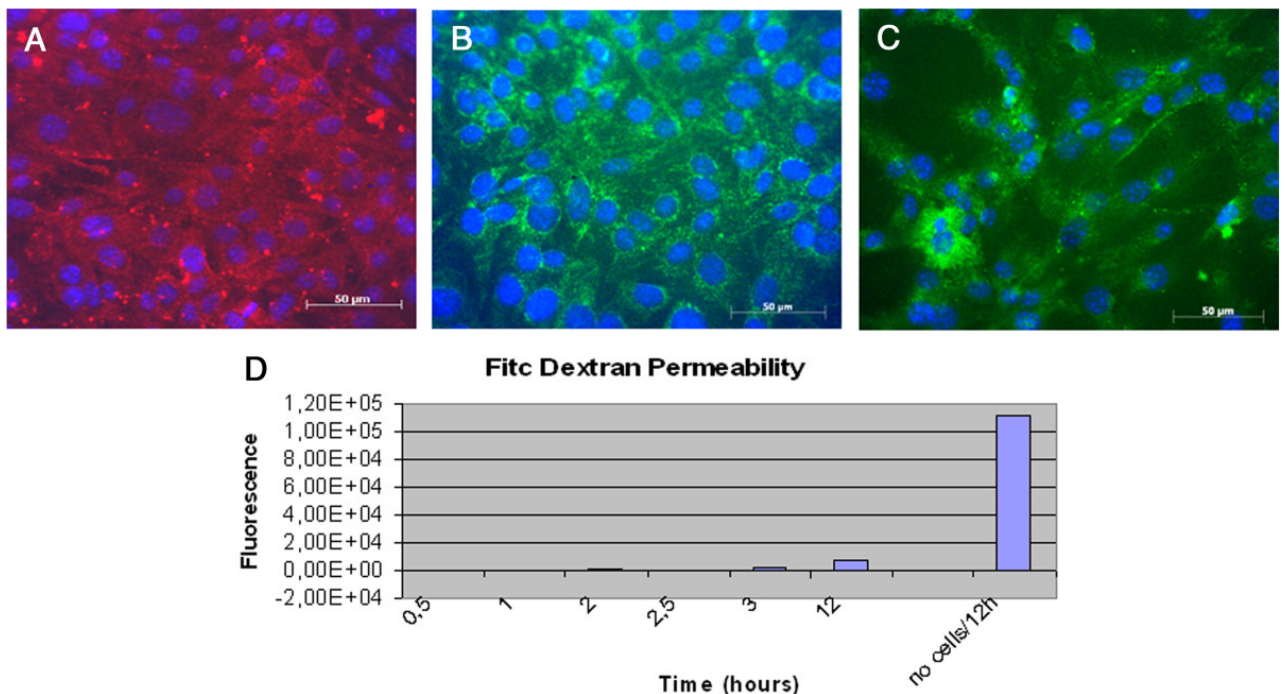 A
B
C
50 µm
50 µm
50 µm
D
Fitc Dextran Permeability
1,20E+05
1,00E+05
8,00E+04
6,00E+04
4,00E+04
2,00E+04
0,00E+00
-2,00E+04
Fluorescence
0,5
1
2
2,5
3
12
no cells/12h
Time (hours)